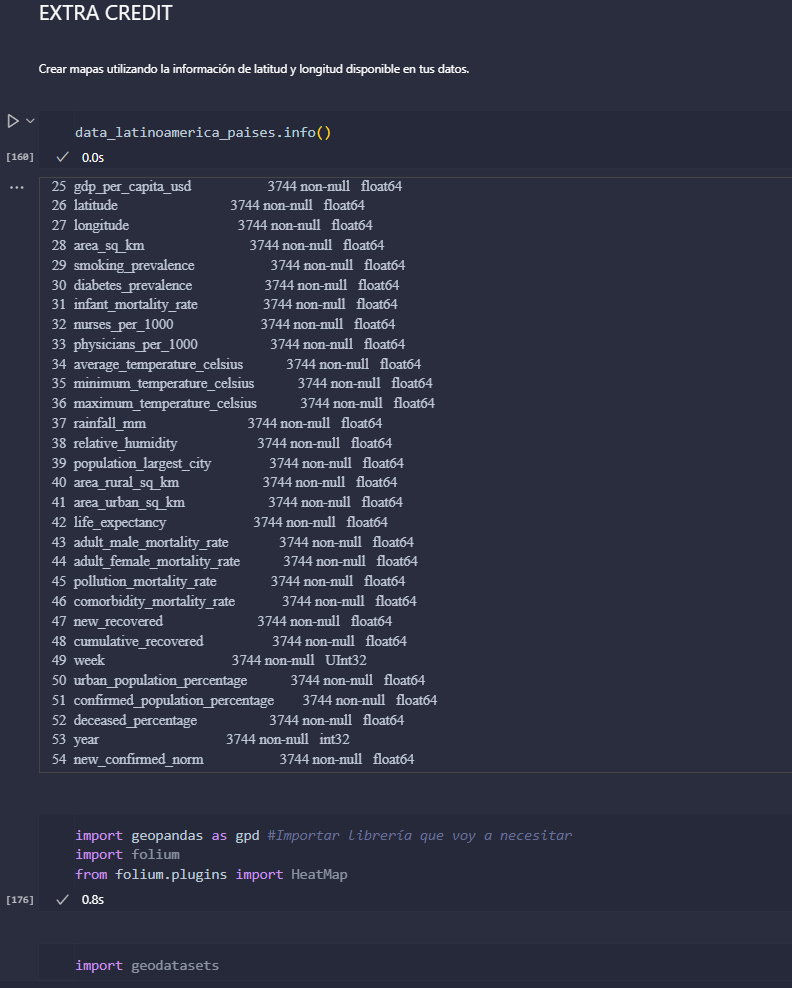 EXTRA CREDIT
Crear mapas utilizando la información de latitud y longitud disponible en tus datos.
data_latinoamerica_paises.info()
[160] ✓ 0.0s
...
25 gdp_per_capita_usd 3744 non-null float64
26 latitude 3744 non-null float64
27 longitude 3744 non-null float64
28 area_sq_km 3744 non-null float64
29 smoking_prevalence 3744 non-null float64
30 diabetes_prevalence 3744 non-null float64
31 infant_mortality_rate 3744 non-null float64
32 nurses_per_1000 3744 non-null float64
33 physicians_per_1000 3744 non-null float64
34 average_temperature_celsius 3744 non-null float64
35 minimum_temperature_celsius 3744 non-null float64
36 maximum_temperature_celsius 3744 non-null float64
37 rainfall_mm 3744 non-null float64
38 relative_humidity 3744 non-null float64
39 population_largest_city 3744 non-null float64
40 area_rural_sq_km 3744 non-null float64
41 area_urban_sq_km 3744 non-null float64
42 life_expectancy 3744 non-null float64
43 adult_male_mortality_rate 3744 non-null float64
44 adult_female_mortality_rate 3744 non-null float64
45 pollution_mortality_rate 3744 non-null float64
46 comorbidity_mortality_rate 3744 non-null float64
47 new_recovered 3744 non-null float64
48 cumulative_recovered 3744 non-null float64
49 week 3744 non-null UInt32
50 urban_population_percentage 3744 non-null float64
51 confirmed_population_percentage 3744 non-null float64
52 deceased_percentage 3744 non-null float64
53 year 3744 non-null int32
54 new_confirmed_norm 3744 non-null float64
import geopandas as gpd #Importar librería que voy a necesitar
import folium
from folium.plugins import HeatMap
[176] ✓ 0.8s
import geodatasets